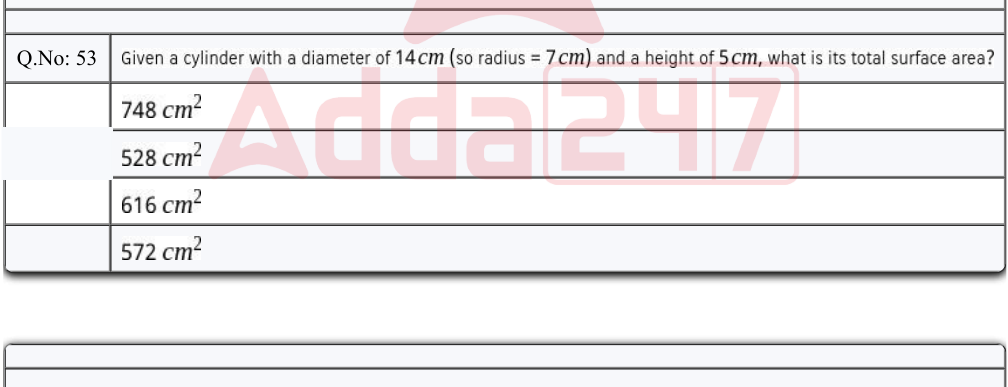 Q.No: 53 Given a cylinder with a diameter of 14cm (so radius = 7cm) and a height of 5cm, what is its total surface area?
748 cm²
528 cm²
616 cm²
572 cm²
Adda247